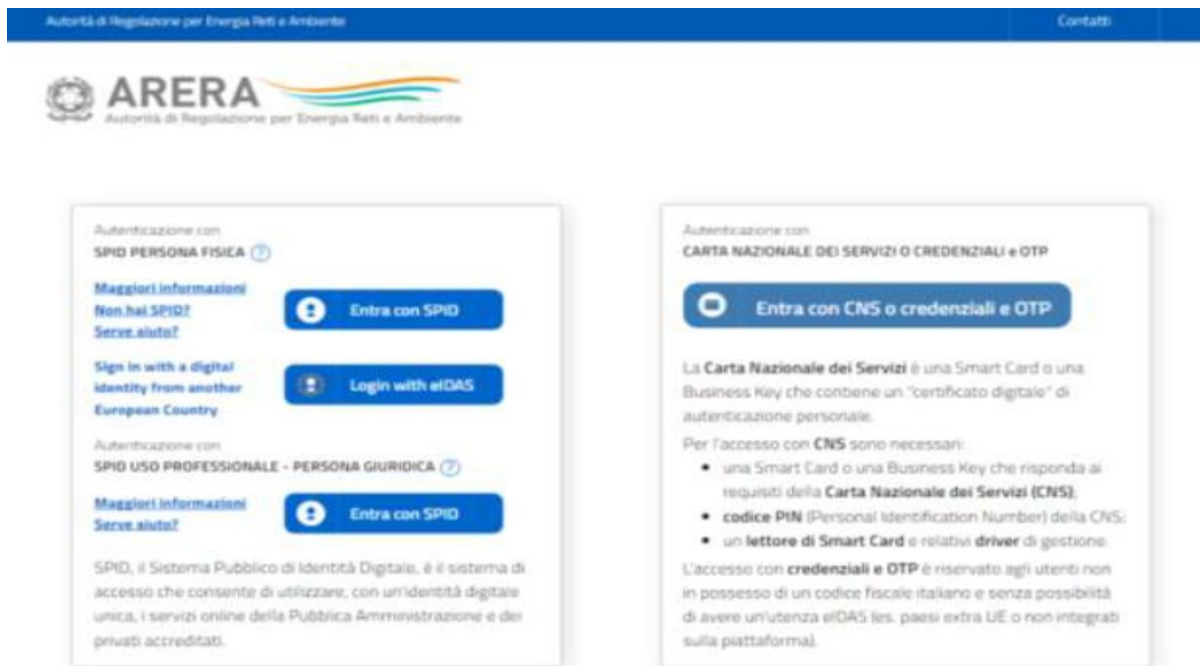 Autorità di Regolazione per Energia Reti e Ambiente
Contatti
ARERA
Autorità di Regolazione per Energia Reti e Ambiente
Autenticazione con
SPID PERSONA FISICA ?
Maggiori informazioni
Non hai SPID?
Serve aiuto?
Entra con SPID
Sign in with a digital
identity from another
European Country
Login with eIDAS
Autenticazione con
SPID USO PROFESSIONALE - PERSONA GIURIDICA ?
Maggiori informazioni
Serve aiuto?
Entra con SPID
SPID, il Sistema Pubblico di Identità Digitale, è il sistema di
accesso che consente di utilizzare, con un'identità digitale
unica, i servizi online della Pubblica Amministrazione e dei
privati accreditati.
Autenticazione con
CARTA NAZIONALE DEI SERVIZI O CREDENZIALI e OTP
Entra con CNS o credenziali e OTP
La Carta Nazionale dei Servizi è una Smart Card o una
Business Key che contiene un "certificato digitale" di
autenticazione personale.
Per l'accesso con CNS sono necessari:
• una Smart Card o una Business Key che risponda ai
requisiti della Carta Nazionale dei Servizi (CNS);
• codice PIN (Personal Identification Number) della CNS;
• un lettore di Smart Card e relativi driver di gestione.
L'accesso con credenziali e OTP è riservato agli utenti non
in possesso di un codice fiscale italiano e senza possibilità
di avere un'utenza eIDAS (es. paesi extra UE o non integrati
sulla piattaforma).